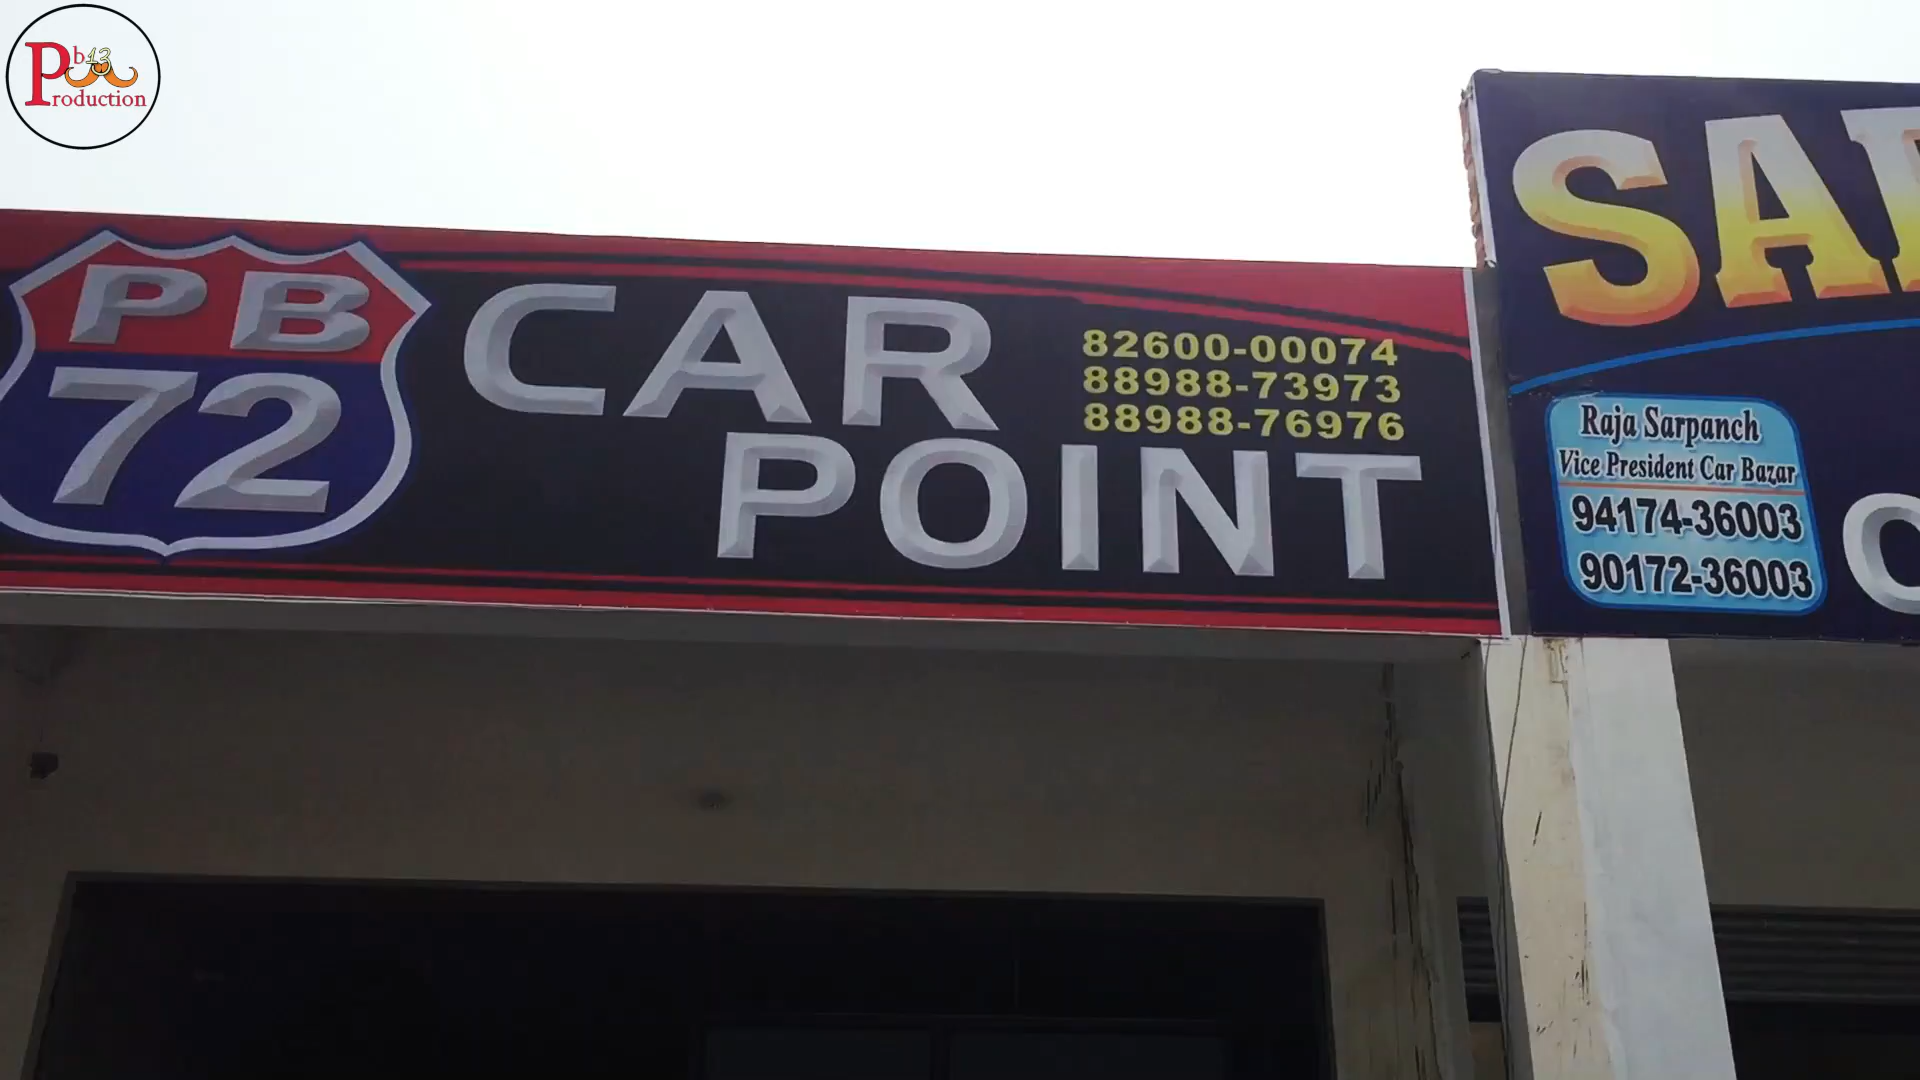 Pb13
Production
PB
72
CAR
POINT
82600-00074
88988-73973
88988-76976
Raja Sarpanch
Vice President Car Bazar
94174-36003
90172-36003